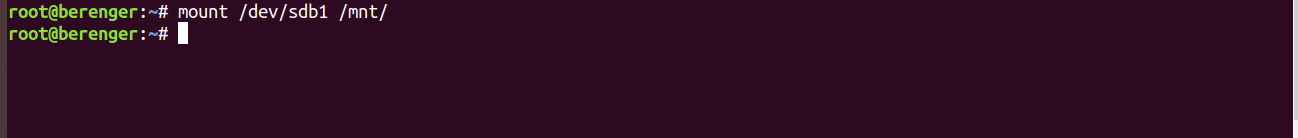 root@berenger:~# mount /dev/sdb1 /mnt/
root@berenger:~#